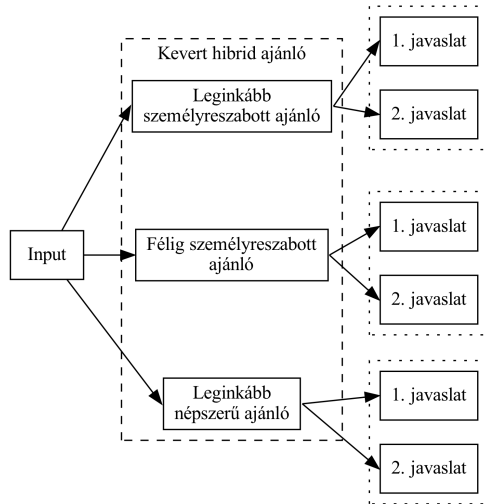 Kevert hibrid ajánló
Input
Leginkább
személyreszabott ajánló
1. javaslat
2. javaslat
Félig személyreszabott
ajánló
1. javaslat
2. javaslat
Leginkább
népszerű ajánló
1. javaslat
2. javaslat